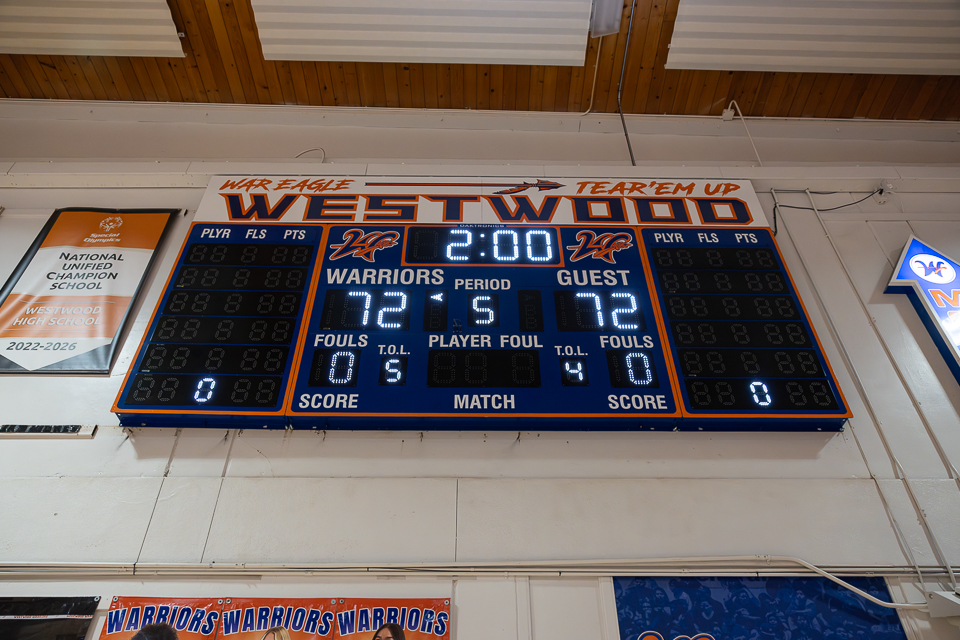 WAR EAGLE TEAR'EM UP
WESTWOOD
DAKTRONICS
PLYR FLS PTS
2:00
PLYR FLS PTS
WARRIORS PERIOD GUEST
72 A 5 72
FOULS T.O.L. PLAYER FOUL T.O.L. FOULS
0 5 4 0
0
0
SCORE MATCH SCORE
Special
Olympics
NATIONAL
UNIFIED
CHAMPION
SCHOOL
WESTWOOD
HIGH SCHOOL
2022-2026
W
WARRIORS WARRIORS WARRIORS